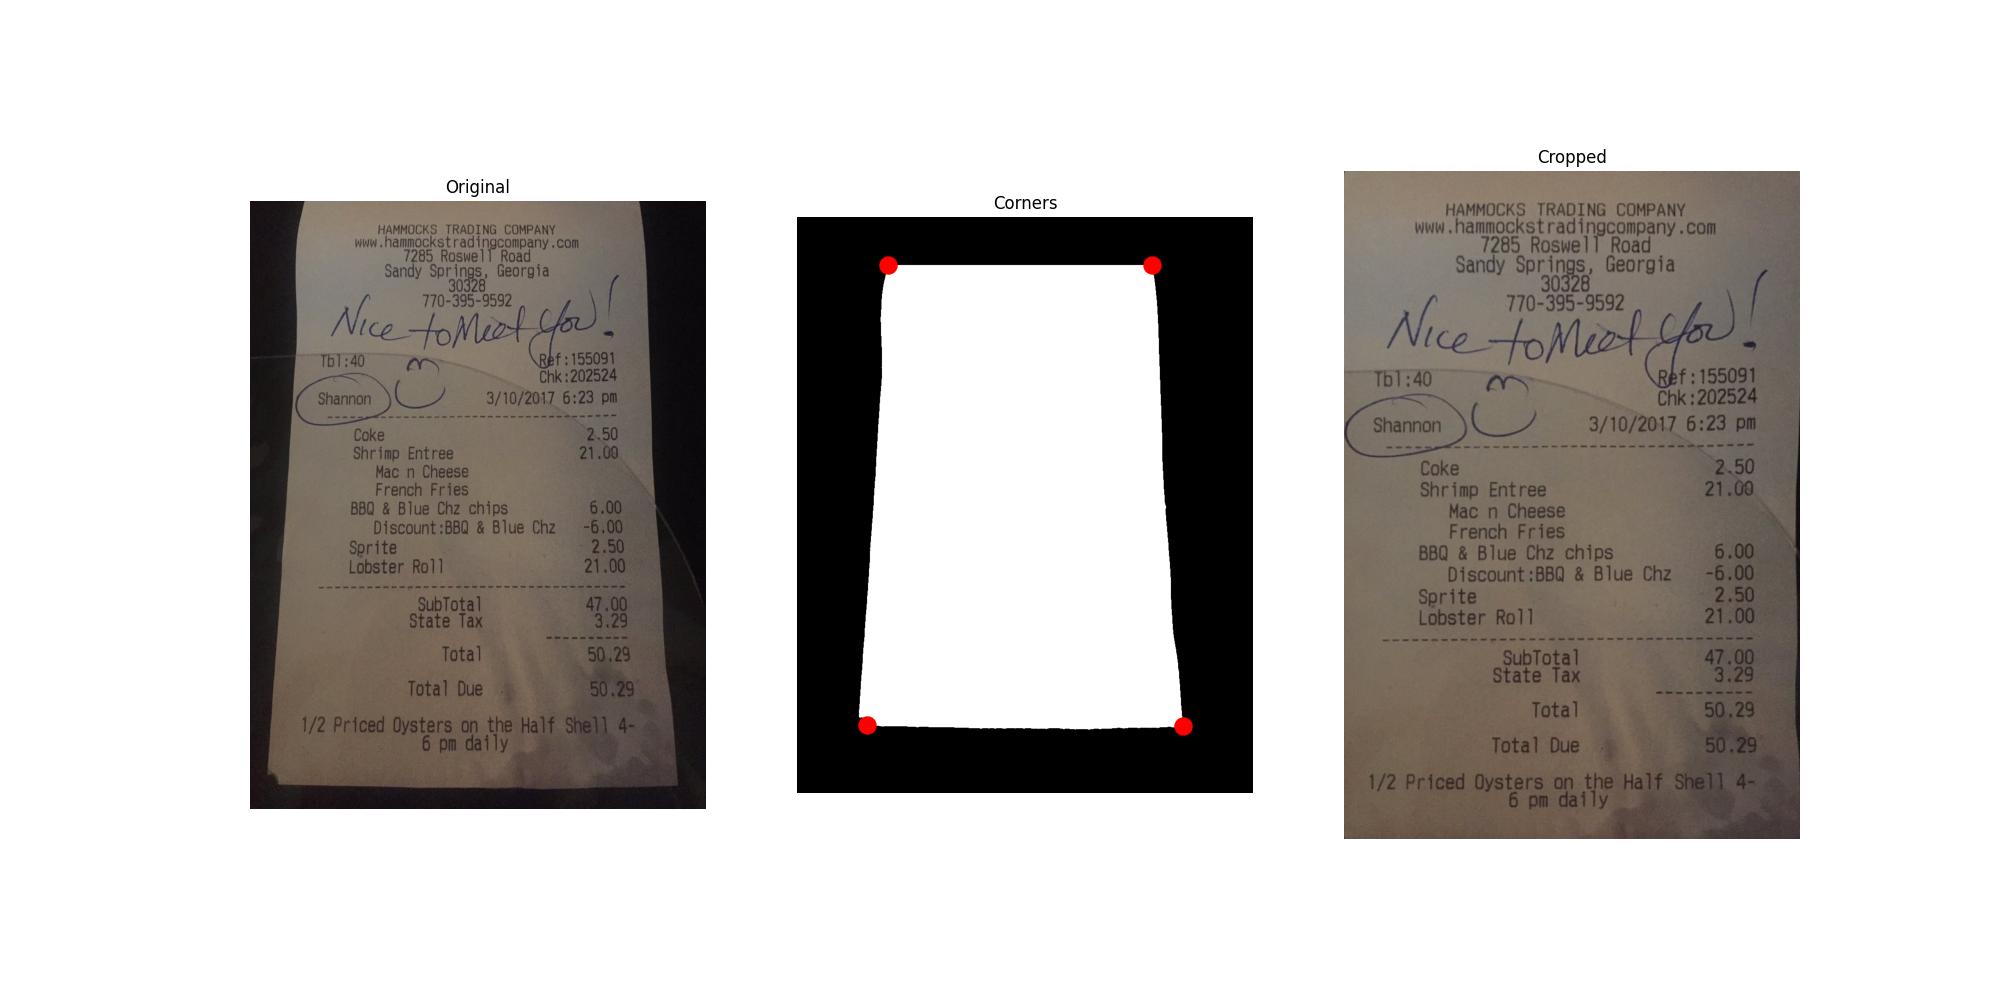 Original
HAMMOCKS TRADING COMPANY
www.hammockstradingcompany.com
7285 Roswell Road
Sandy Springs, Georgia
30328
770-395-9592
Nice to Meet You!
Tbl:40 Ref:155091
Chk:202524
Shannon 3/10/2017 6:23 pm
Coke 2.50
Shrimp Entree 21.00
Mac n Cheese
French Fries
BBQ & Blue Chz chips 6.00
Discount:BBQ & Blue Chz -6.00
Sprite 2.50
Lobster Roll 21.00
SubTotal 47.00
State Tax 3.29
Total 50.29
Total Due 50.29
1/2 Priced Oysters on the Half Shell 4-
6 pm daily
Corners
Cropped
HAMMOCKS TRADING COMPANY
www.hammockstradingcompany.com
7285 Roswell Road
Sandy Springs, Georgia
30328
770-395-9592
Nice to Meet You!
Tbl:40 Ref:155091
Chk:202524
Shannon 3/10/2017 6:23 pm
Coke 2.50
Shrimp Entree 21.00
Mac n Cheese
French Fries
BBQ & Blue Chz chips 6.00
Discount:BBQ & Blue Chz -6.00
Sprite 2.50
Lobster Roll 21.00
SubTotal 47.00
State Tax 3.29
Total 50.29
Total Due 50.29
1/2 Priced Oysters on the Half Shell 4-
6 pm daily